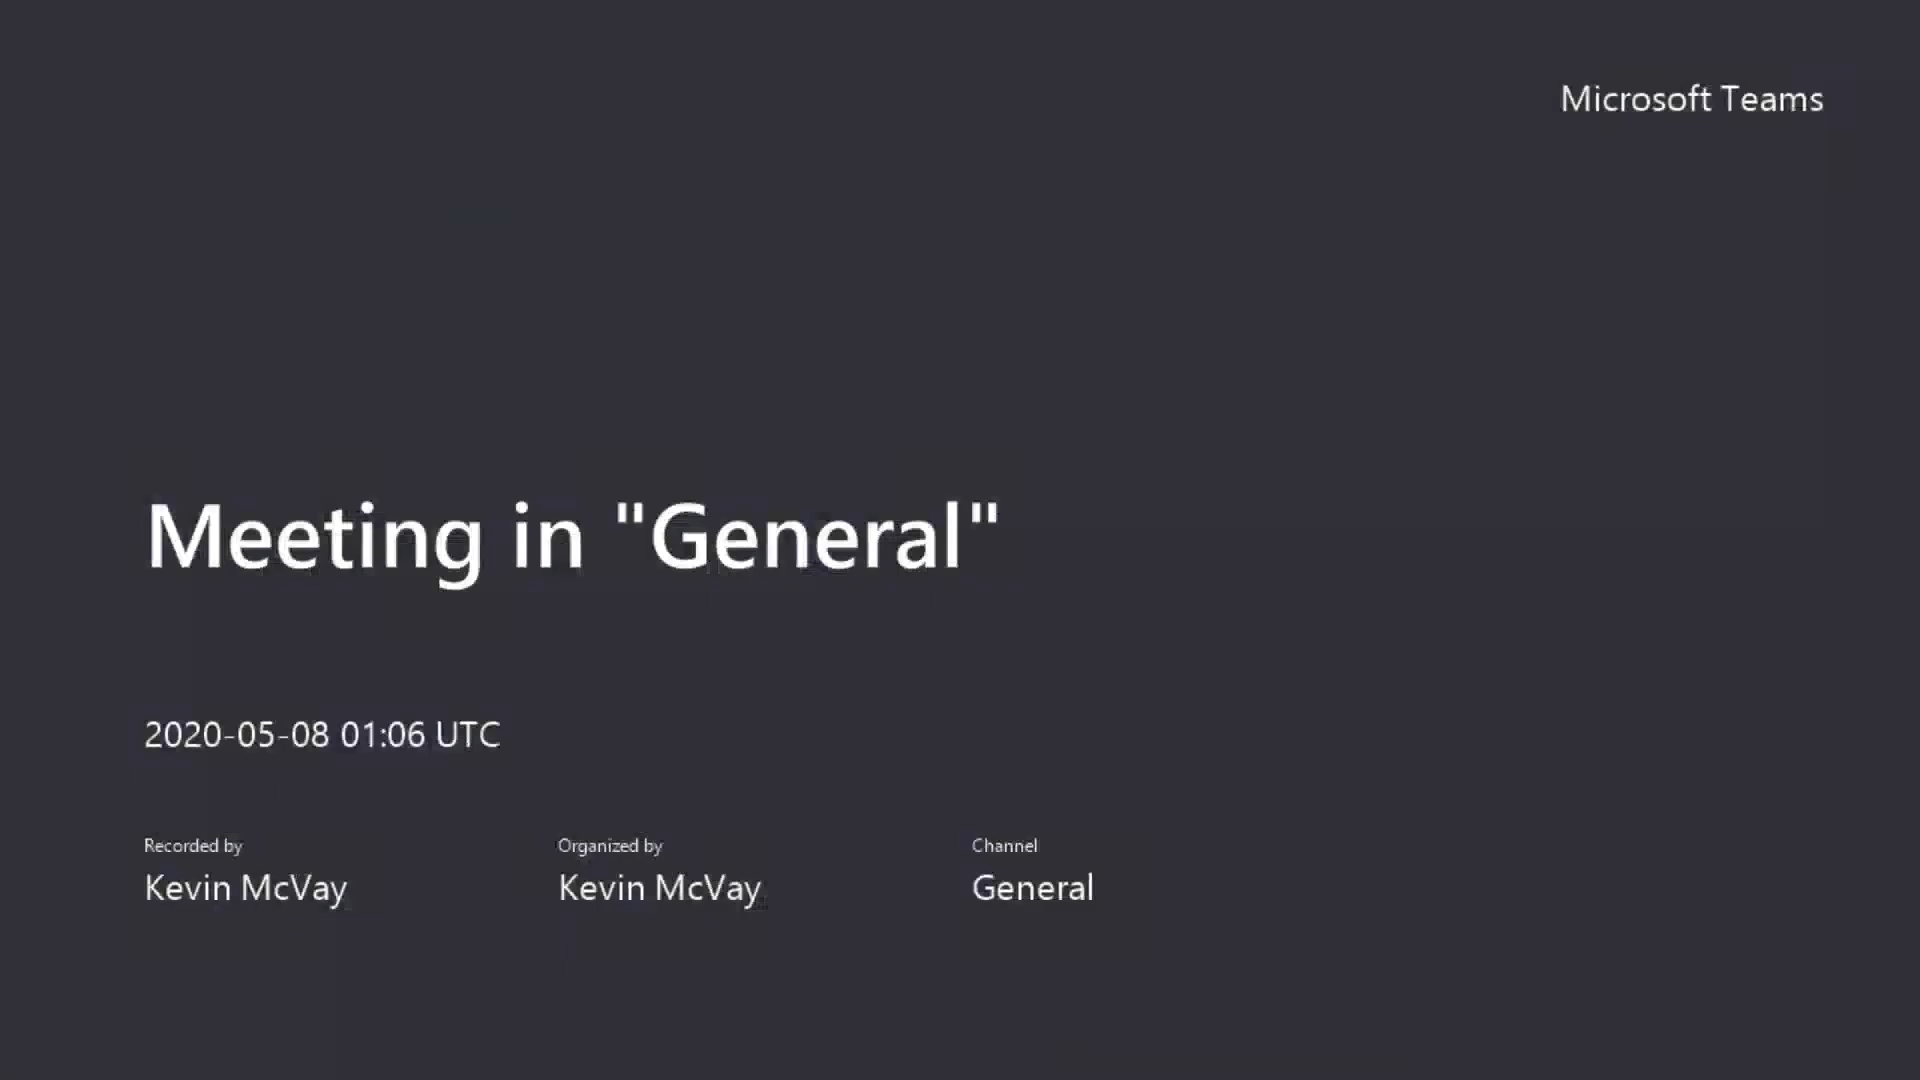 Microsoft Teams
Meeting in "General"
2020-05-08 01:06 UTC
Recorded by
Kevin McVay
Organized by
Kevin McVay
Channel
General